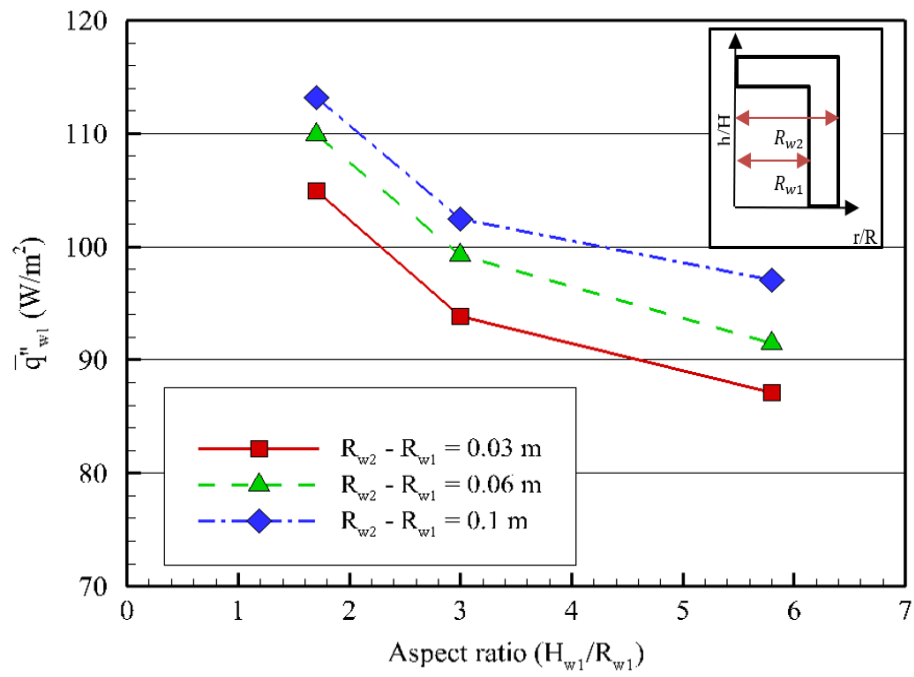 120
110
100
90
80
70
q̅"w1 (W/m²)
h/H
Rw2
Rw1
r/R
Rw2 - Rw1 = 0.03 m
Rw2 - Rw1 = 0.06 m
Rw2 - Rw1 = 0.1 m
0 1 2 3 4 5 6 7
Aspect ratio (Hw1/Rw1)